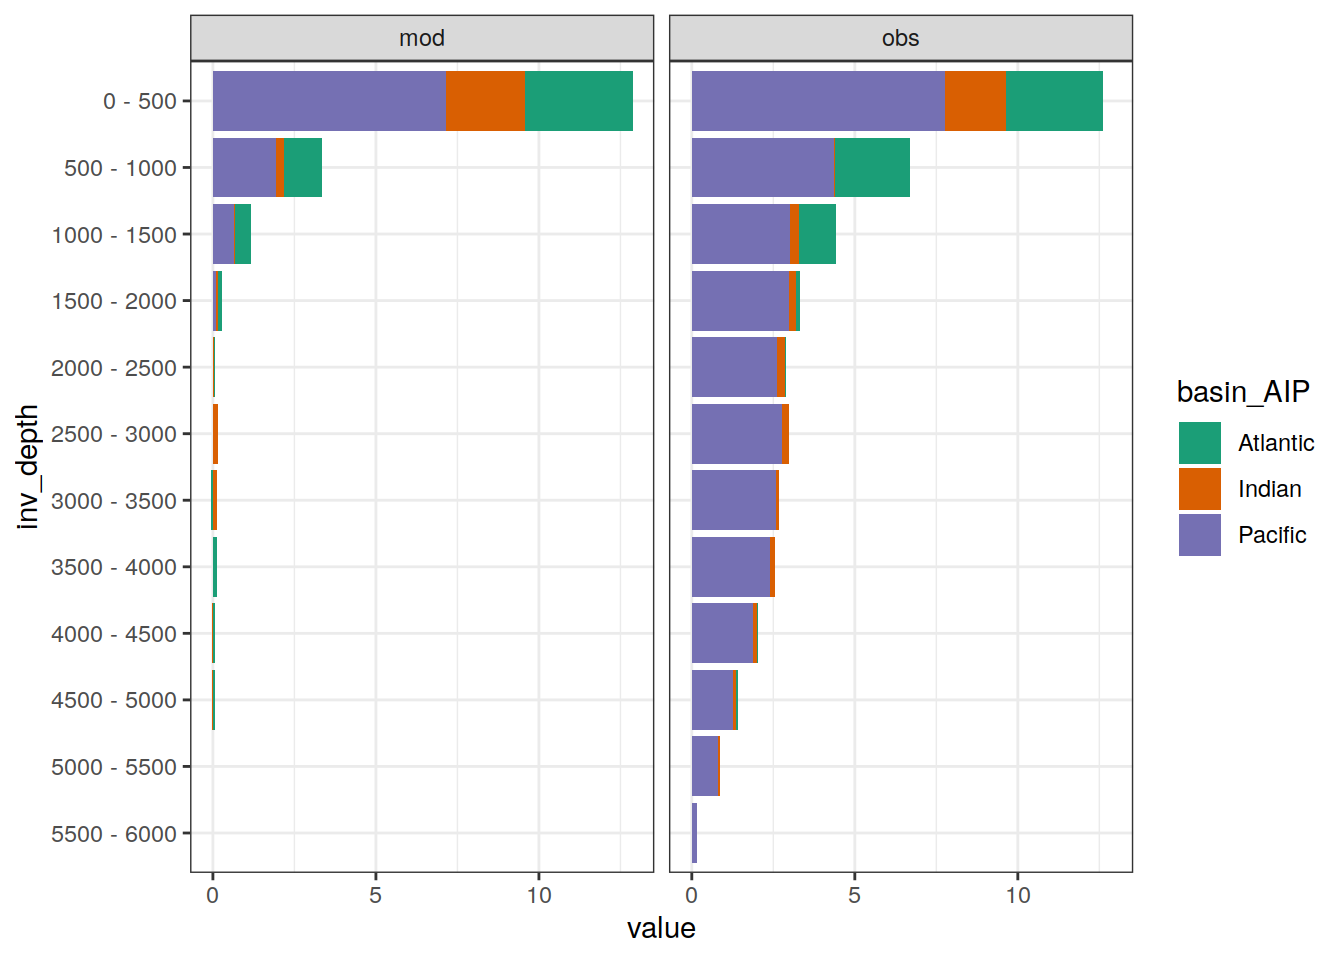 mod
obs
0 - 500
500 - 1000
1000 - 1500
1500 - 2000
2000 - 2500
2500 - 3000
3000 - 3500
3500 - 4000
4000 - 4500
4500 - 5000
5000 - 5500
5500 - 6000
inv_depth
0
5
10
0
5
10
value
basin_AIP
Atlantic
Indian
Pacific